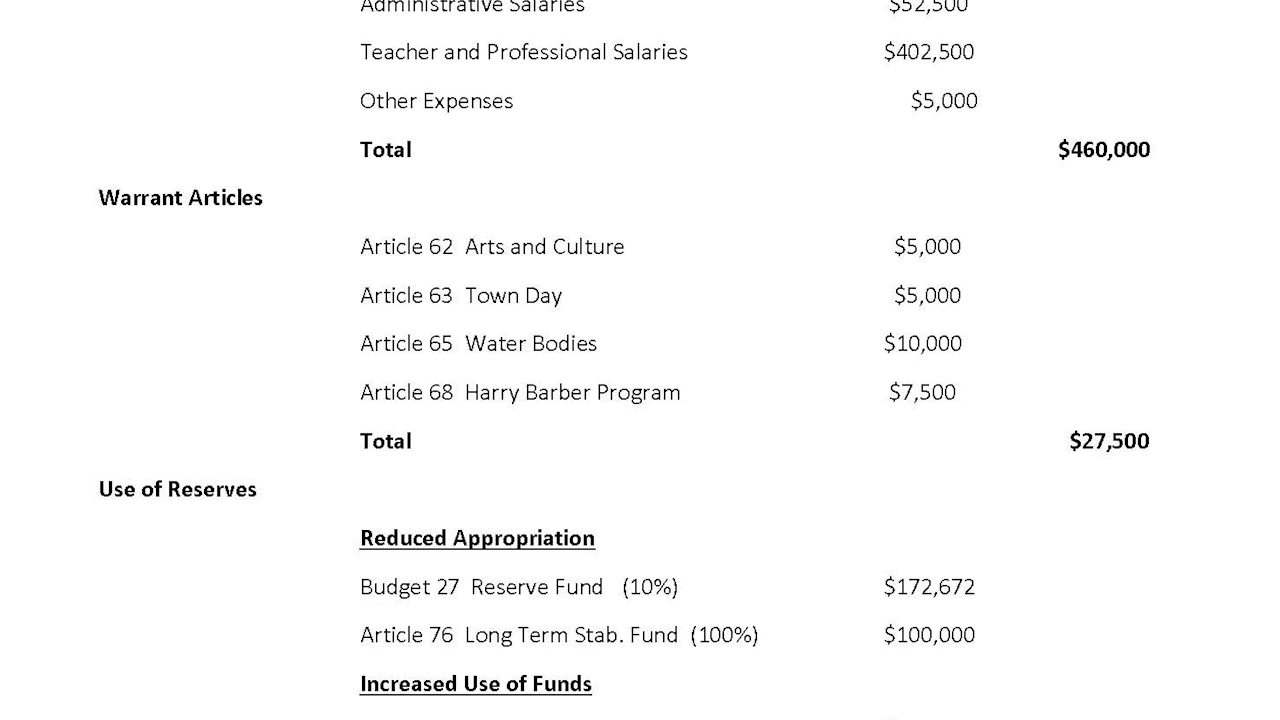 Administrative Salaries $52,500
Teacher and Professional Salaries $402,500
Other Expenses $5,000
Total $460,000
Warrant Articles
Article 62 Arts and Culture $5,000
Article 63 Town Day $5,000
Article 65 Water Bodies $10,000
Article 68 Harry Barber Program $7,500
Total $27,500
Use of Reserves
Reduced Appropriation
Budget 27 Reserve Fund (10%) $172,672
Article 76 Long Term Stab. Fund (100%) $100,000
Increased Use of Funds